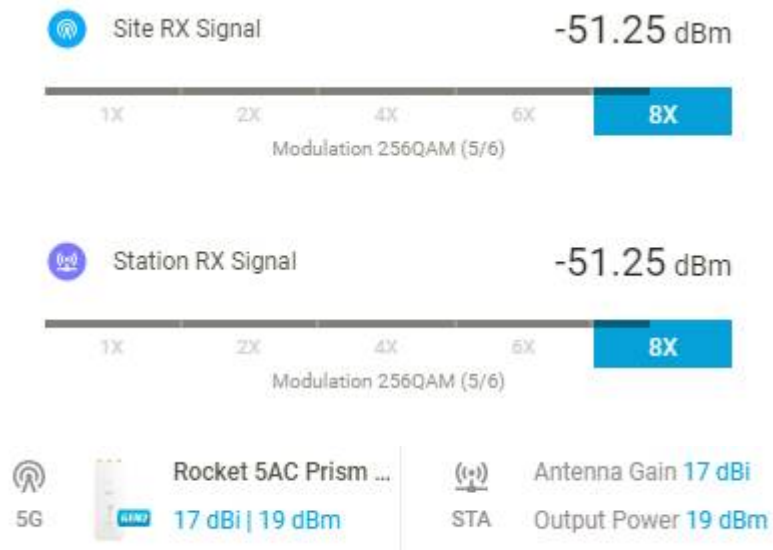 Site RX Signal -51.25 dBm
1X 2X 4X 6X 8X
Modulation 256QAM (5/6)
Station RX Signal -51.25 dBm
1X 2X 4X 6X 8X
Modulation 256QAM (5/6)
Rocket 5AC Prism ... Antenna Gain 17 dBi
5G GEN2 17 dBi | 19 dBm STA Output Power 19 dBm